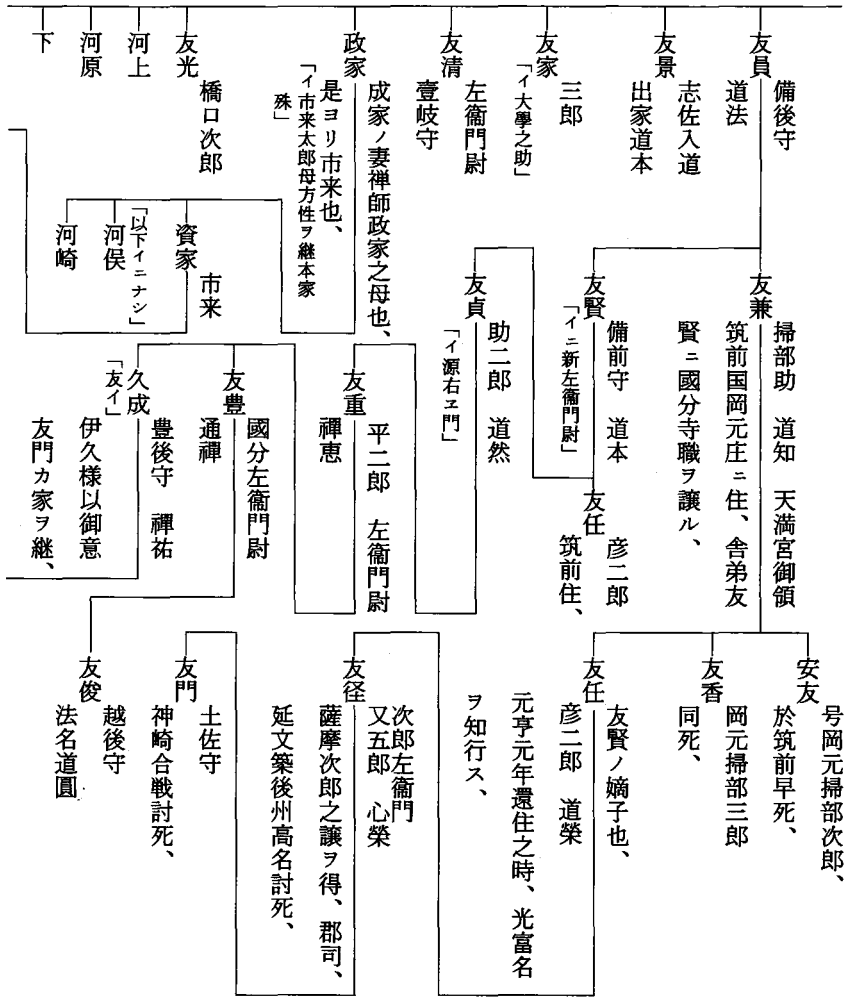 友員
備後守
道法
友景
志佐入道
出家道本
友家
三郎
「イ大學之助」
友清
左衞門尉
壹岐守
政家
成家ノ妻禅師政家之母也、
是ヨリ市来也、
「イ市来太郎母方性ヲ継本家
殊」
友光
橋口次郎
河上
河原
下
友兼
掃部助 道知 天満宮御領
筑前国岡元庄ニ住、舎弟友
賢ニ國分寺職ヲ譲ル、
友賢
備前守 道本
「イニ新左衞門尉」
友任
彦二郎
筑前住、
友貞
助二郎 道然
「イ源右ヱ門」
資家
市来
河俣
「以下イニナシ」
河崎
友重
平二郎 左衞門尉
禪恵
友豊
國分左衞門尉
通禪
久成
「友イ」
豊後守 禪祐
伊久様以御意
友門カ家ヲ継、
安友
号岡元掃部次郎、
於筑前早死、
友香
岡元掃部三郎
同死、
友任
友賢ノ嫡子也、
彦二郎 道榮
元亨元年還住之時、光富名
ヲ知行ス、
友径
次郎左衞門
又五郎 心榮
薩摩次郎之譲ヲ得、郡司、
延文築後州高名討死、
友門
土佐守
神崎合戦討死、
友俊
越後守
法名道圓